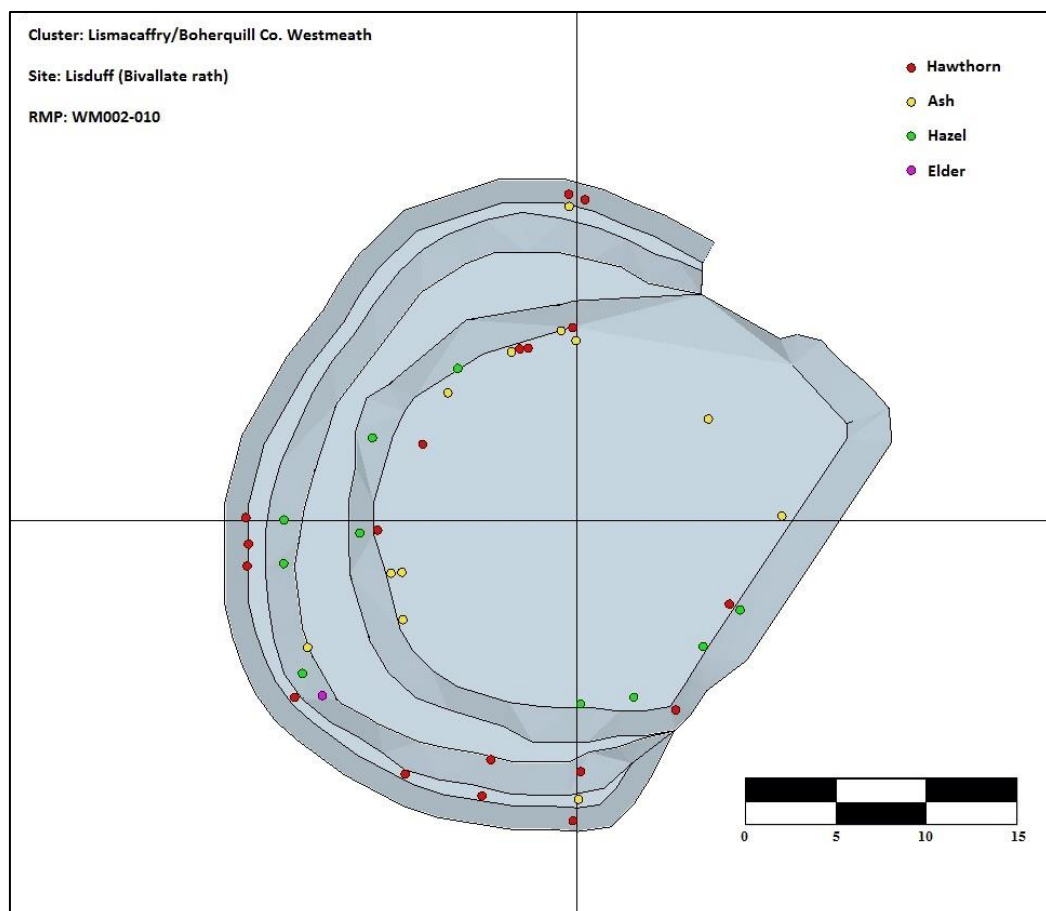 Cluster: Lismacaffry/Boherquill Co. Westmeath
Site: Lisduff (Bivallate rath)
RMP: WM002-010
Hawthorn
Ash
Hazel
Elder
0 5 10 15